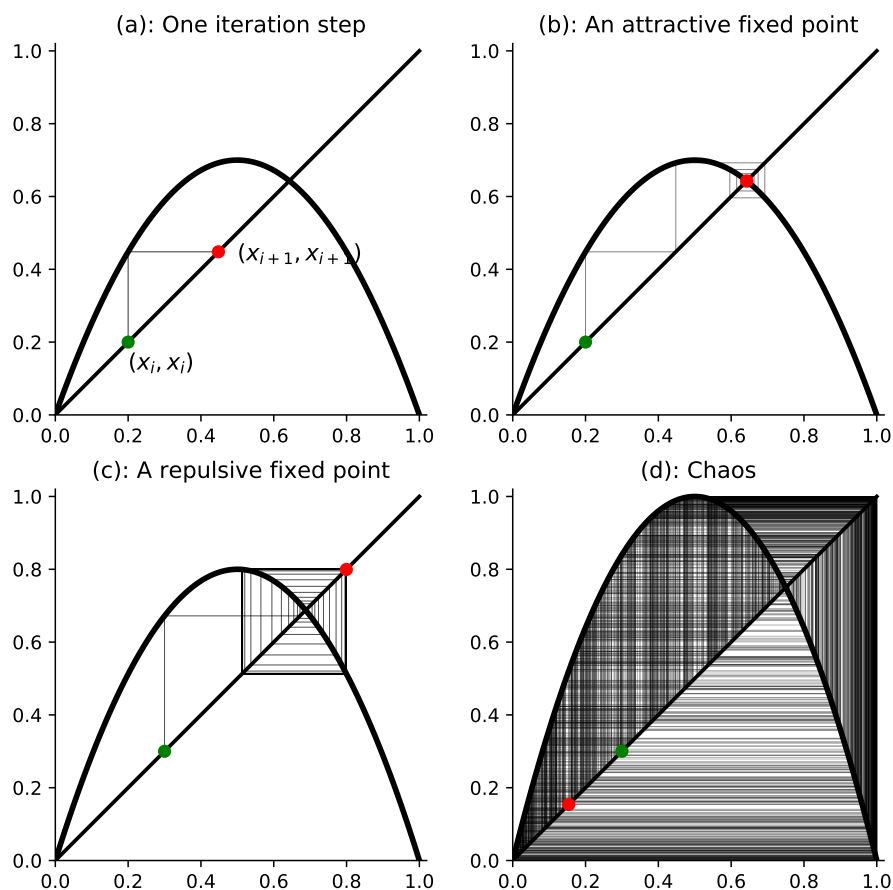 (a): One iteration step
1.0
0.8
0.6
0.4
0.2
0.0
0.0 0.2 0.4 0.6 0.8 1.0
(x_{i+1}, x_{i+1})
(x_i, x_i)
(b): An attractive fixed point
1.0
0.8
0.6
0.4
0.2
0.0
0.0 0.2 0.4 0.6 0.8 1.0
(c): A repulsive fixed point
1.0
0.8
0.6
0.4
0.2
0.0
0.0 0.2 0.4 0.6 0.8 1.0
(d): Chaos
1.0
0.8
0.6
0.4
0.2
0.0
0.0 0.2 0.4 0.6 0.8 1.0